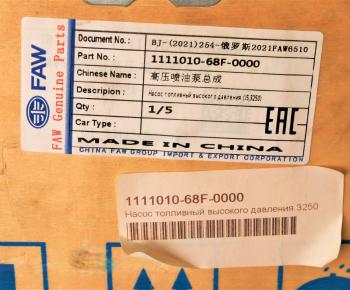 FAW
FAW Genuine Parts
Document No. : BJ-(2021)254-俄罗斯2021FAW6510
Part No. : 1111010-68F-0000
Chinese Name : 高压喷油泵总成
Descripion : Насос топливный высокого давления (15,3250)
Qty : 1/5
Car Type :
EAC
MADE IN CHINA
CHINA FAW GROUP IMPORT & EXPORT CORPORATION
1111010-68F-0000
Насос топливный высокого давления 3250